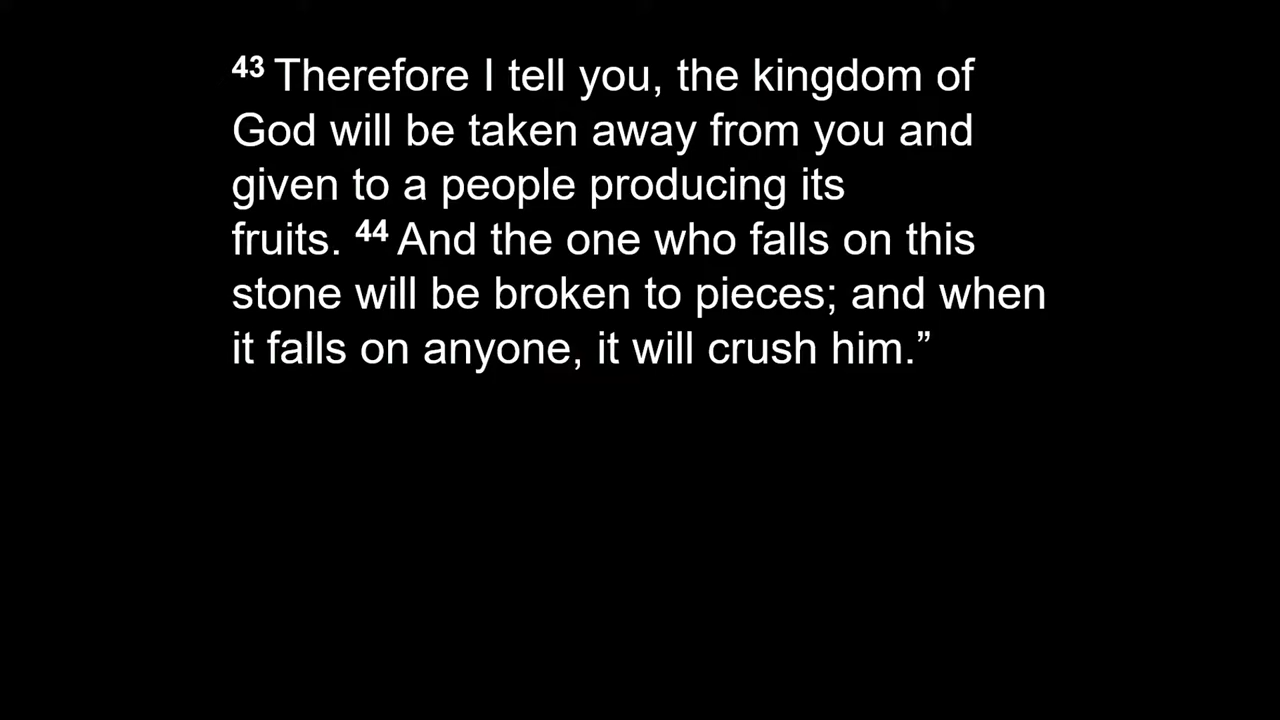 43 Therefore I tell you, the kingdom of
God will be taken away from you and
given to a people producing its
fruits. 44 And the one who falls on this
stone will be broken to pieces; and when
it falls on anyone, it will crush him.”